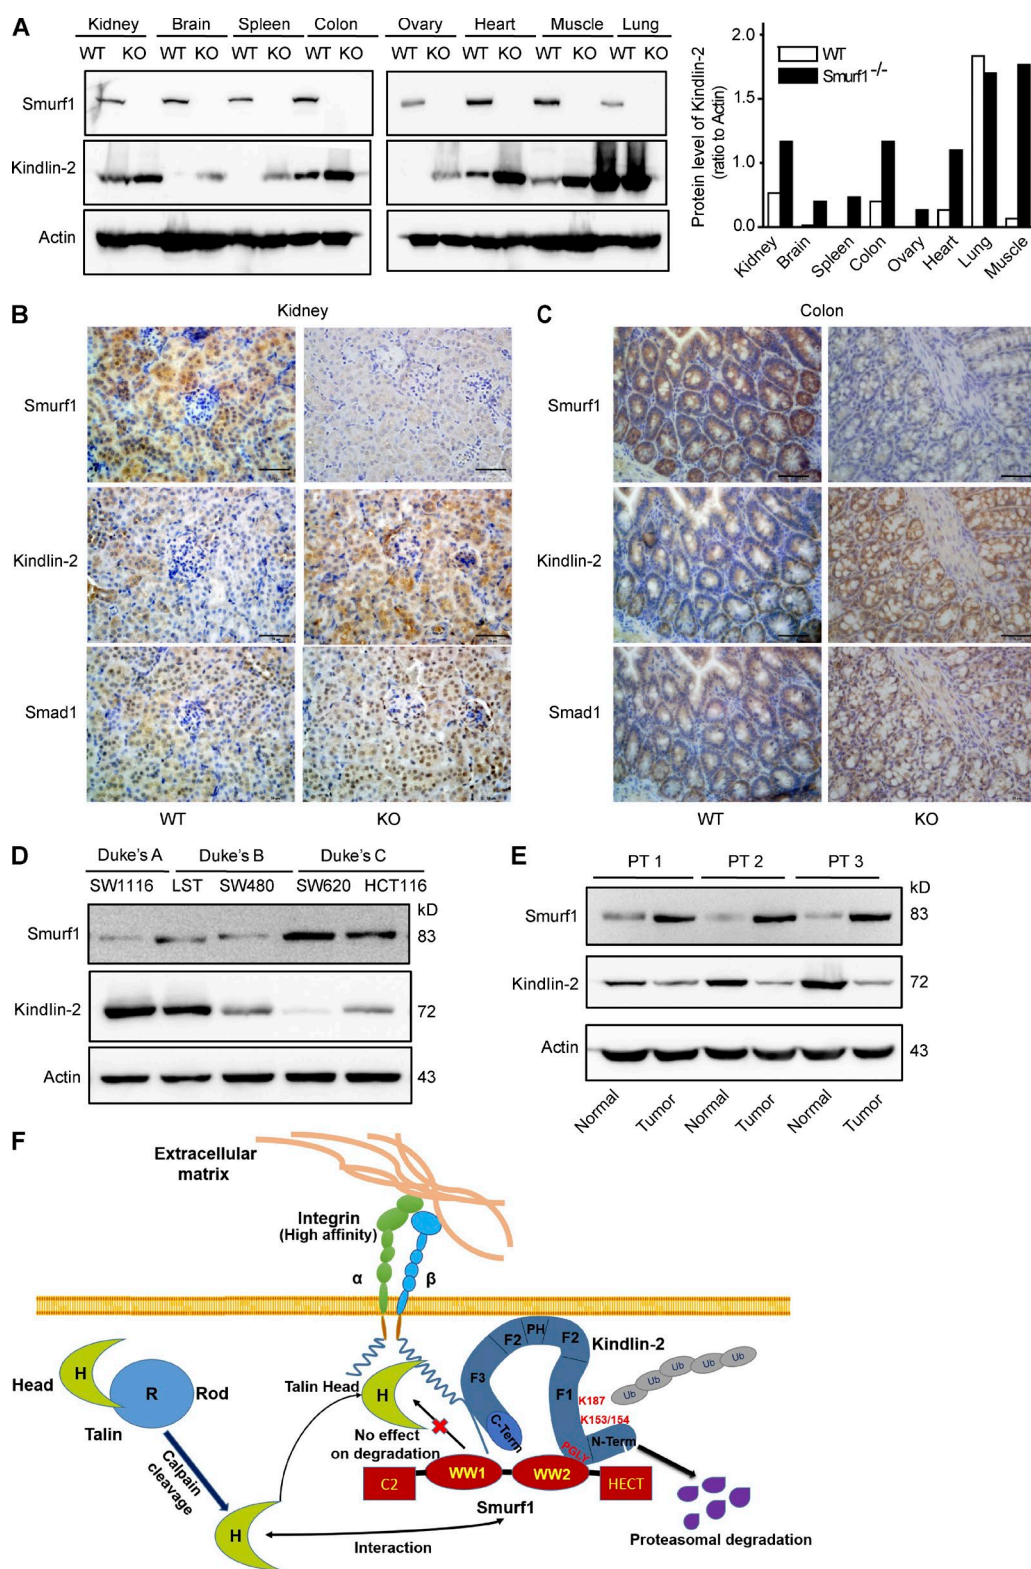 A
Kidney Brain Spleen Colon Ovary Heart Muscle Lung
WT KO WT KO WT KO WT KO WT KO WT KO WT KO WT KO
Smurf1
Kindlin-2
Actin
Protein level of Kindlin-2
(ratio to Actin)
2.0
1.5
1.0
0.0
WT
Smurf1-/-
Kidney
Brain
Spleen
Colon
Ovary
Heart
Lung
Muscle
B
Kidney
Smurf1
Kindlin-2
Smad1
WT KO
C
Colon
Smurf1
Kindlin-2
Smad1
WT KO
D
Duke's A Duke's B Duke's C
SW1116 LST SW480 SW620 HCT116
kD
Smurf1 83
Kindlin-2 72
Actin 43
E
PT 1 PT 2 PT 3
kD
Smurf1 83
Kindlin-2 72
Actin 43
Normal Tumor Normal Tumor Normal Tumor
F
Extracellular
matrix
Integrin
(High affinity)
α β
Head
H
R
Rod
Talin
Calpain
cleavage
H
Interaction
Talin Head
H
No effect
on degradation
F3
F2
PH
F2
F1
Kindlin-2
C-Term
K187
K153/154
N-Term
PGLY
Ub Ub Ub Ub Ub
C2
WW1
WW2
HECT
Smurf1
Proteasomal degradation